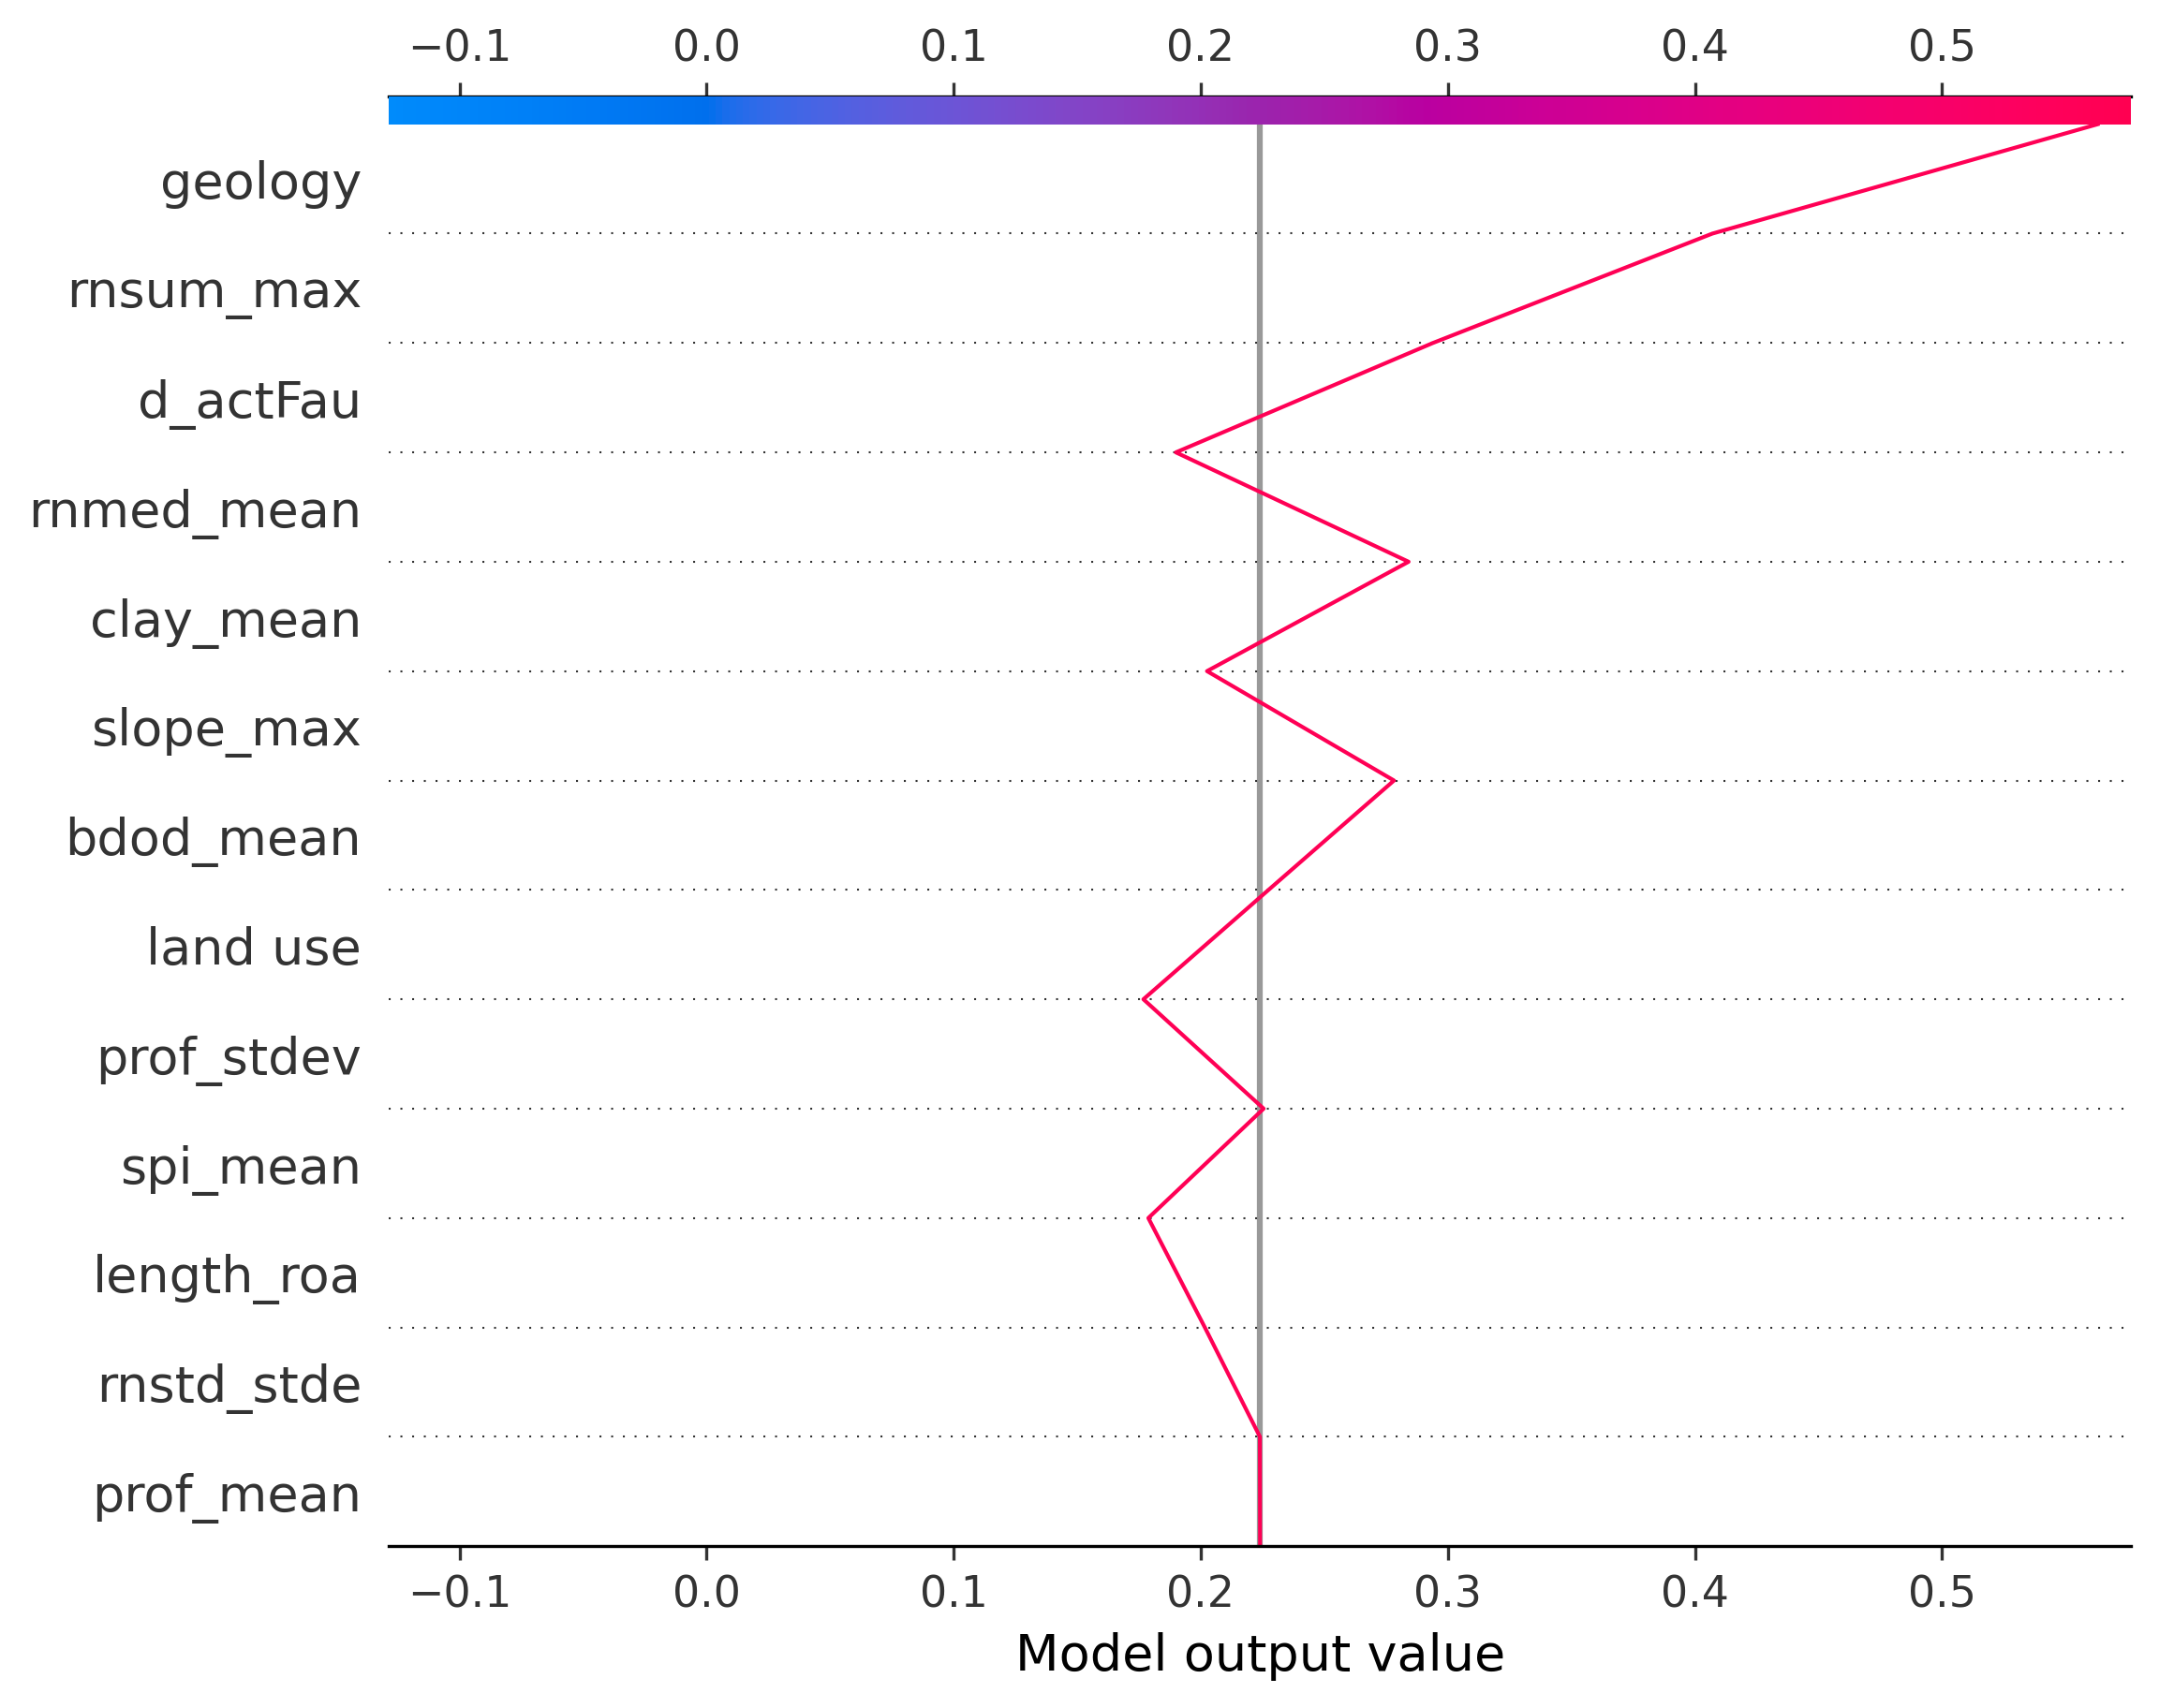 −0.1 0.0 0.1 0.2 0.3 0.4 0.5
geology
rnsum_max
d_actFau
rnmed_mean
clay_mean
slope_max
bdod_mean
land use
prof_stdev
spi_mean
length_roa
rnstd_stde
prof_mean
−0.1 0.0 0.1 0.2 0.3 0.4 0.5
Model output value